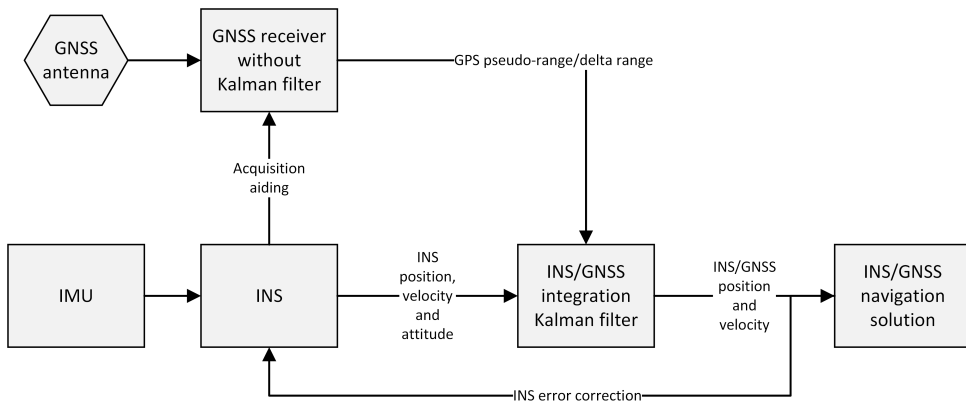 GNSS
antenna
GNSS receiver
without
Kalman filter
GPS pseudo-range/delta range
Acquisition
aiding
IMU
INS
INS
position,
velocity
and
attitude
INS/GNSS
integration
Kalman filter
INS/GNSS
position
and
velocity
INS/GNSS
navigation
solution
INS error correction